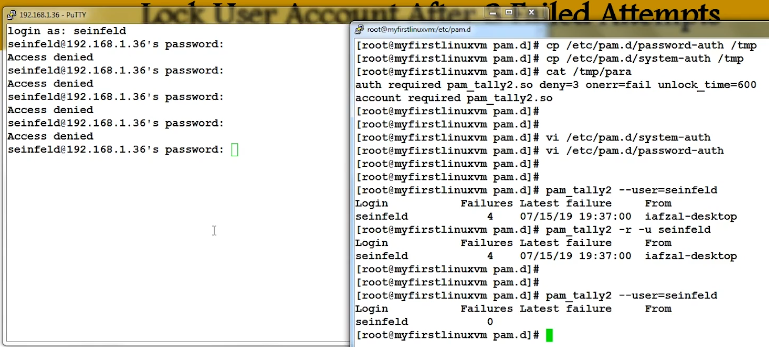 Lock User Account After 3 Failed Attempts
192.168.1.36 - PuTTY
login as: seinfeld
seinfeld@192.168.1.36's password:
Access denied
seinfeld@192.168.1.36's password:
Access denied
seinfeld@192.168.1.36's password:
Access denied
seinfeld@192.168.1.36's password:
Access denied
seinfeld@192.168.1.36's password:
root@myfirstlinuxvm:/etc/pam.d
[root@myfirstlinuxvm pam.d]# cp /etc/pam.d/password-auth /tmp
[root@myfirstlinuxvm pam.d]# cp /etc/pam.d/system-auth /tmp
[root@myfirstlinuxvm pam.d]# cat /tmp/para
auth required pam_tally2.so deny=3 onerr=fail unlock_time=600
account required pam_tally2.so
[root@myfirstlinuxvm pam.d]#
[root@myfirstlinuxvm pam.d]#
[root@myfirstlinuxvm pam.d]# vi /etc/pam.d/system-auth
[root@myfirstlinuxvm pam.d]# vi /etc/pam.d/password-auth
[root@myfirstlinuxvm pam.d]#
[root@myfirstlinuxvm pam.d]#
[root@myfirstlinuxvm pam.d]# pam_tally2 --user=seinfeld
Login Failures Latest failure From
seinfeld 4 07/15/19 19:37:00 iafzal-desktop
[root@myfirstlinuxvm pam.d]# pam_tally2 -r -u seinfeld
Login Failures Latest failure From
seinfeld 4 07/15/19 19:37:00 iafzal-desktop
[root@myfirstlinuxvm pam.d]#
[root@myfirstlinuxvm pam.d]#
[root@myfirstlinuxvm pam.d]# pam_tally2 --user=seinfeld
Login Failures Latest failure From
seinfeld 0
[root@myfirstlinuxvm pam.d]#